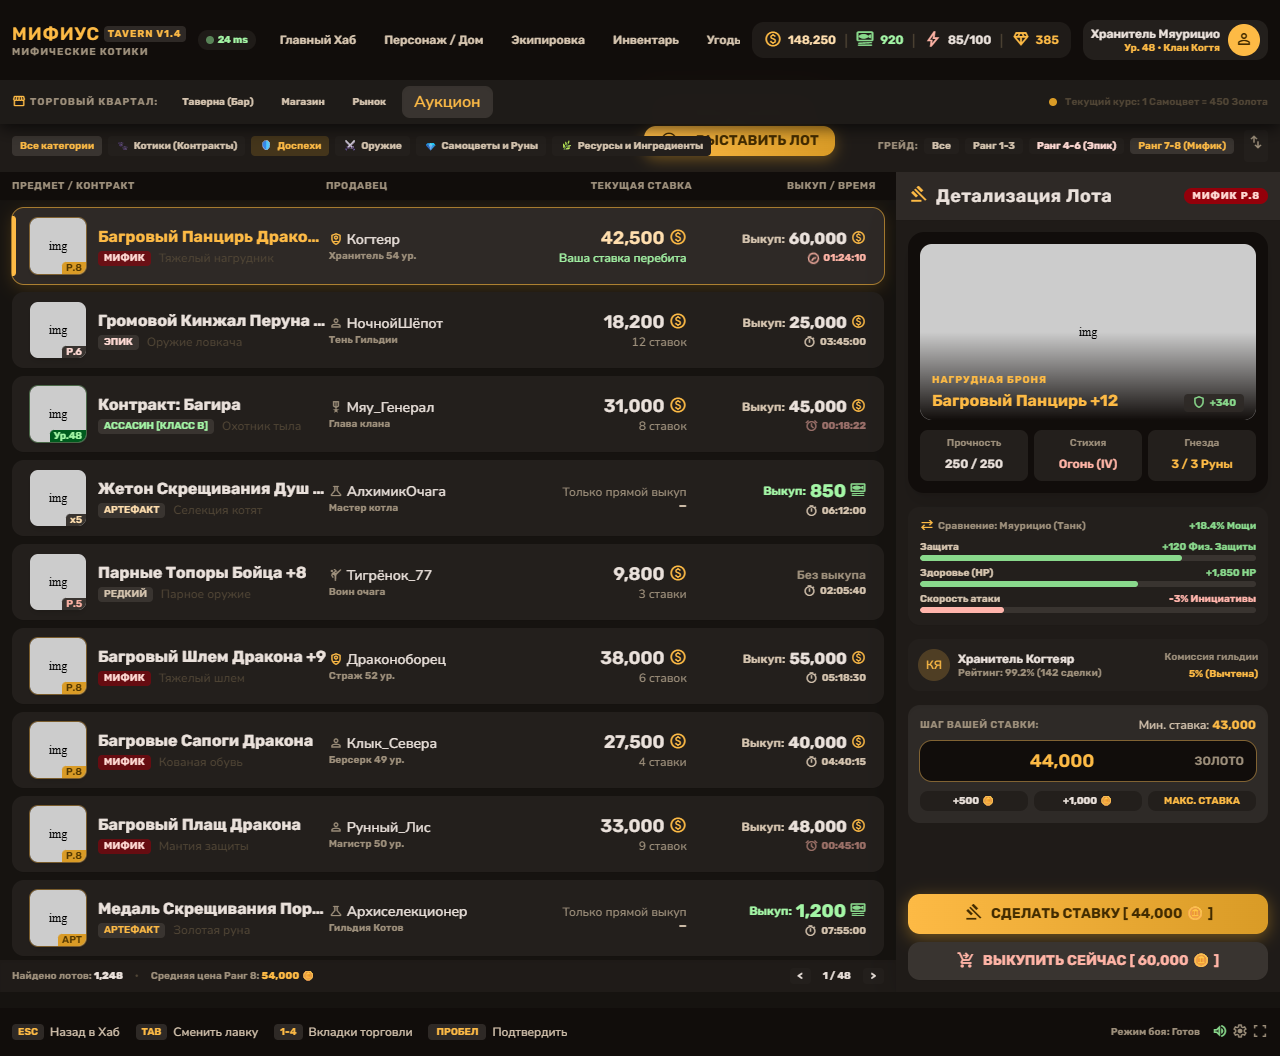 МИФИУС TAVERN V1.4
МИФИЧЕСКИЕ КОТИКИ
24 ms
Главный Хаб
Персонаж / Дом
Экипировка
Инвентарь
Угодь
148,250
920
85/100
385
Хранитель Мяурицио
Ур. 48 • Клан Когтя
ТОРГОВЫЙ КВАРТАЛ:
Таверна (Бар)
Магазин
Рынок
Аукцион
Текущий курс: 1 Самоцвет = 450 Золота
Все категории
Котики (Контракты)
Доспехи
Оружие
Самоцветы и Руны
Ресурсы и Ингредиенты
ЫСТАВИТЬ ЛОТ
ГРЕЙД:
Все
Ранг 1-3
Ранг 4-6 (Эпик)
Ранг 7-8 (Мифик)
ПРЕДМЕТ / КОНТРАКТ
ПРОДАВЕЦ
ТЕКУЩАЯ СТАВКА
ВЫКУП / ВРЕМЯ
img
P.8
Багровый Панцирь Драко...
МИФИК Тяжелый нагрудник
Когтеяр
Хранитель 54 ур.
42,500
Ваша ставка перебита
Выкуп: 60,000
01:24:10
img
P.6
Громовой Кинжал Перуна ...
ЭПИК Оружие ловкача
НочнойШёпот
Тень Гильдии
18,200
12 ставок
Выкуп: 25,000
03:45:00
img
Ур.48
Контракт: Багира
АССАСИН [КЛАСС B] Охотник тыла
Мяу_Генерал
Глава клана
31,000
8 ставок
Выкуп: 45,000
00:18:22
img
x5
Жетон Скрещивания Душ ...
АРТЕФАКТ Селекция котят
АлхимикОчага
Мастер котла
Только прямой выкуп
–
Выкуп: 850
06:12:00
img
P.5
Парные Топоры Бойца +8
РЕДКИЙ Парное оружие
Тигрёнок_77
Воин очага
9,800
3 ставки
Без выкупа
02:05:40
img
P.8
Багровый Шлем Дракона +9
МИФИК Тяжелый шлем
Драконоборец
Страж 52 ур.
38,000
6 ставок
Выкуп: 55,000
05:18:30
img
P.8
Багровые Сапоги Дракона
МИФИК Кованая обувь
Клык_Севера
Берсерк 49 ур.
27,500
4 ставки
Выкуп: 40,000
04:40:15
img
P.8
Багровый Плащ Дракона
МИФИК Мантия защиты
Рунный_Лис
Магистр 50 ур.
33,000
9 ставок
Выкуп: 48,000
00:45:10
img
АРТ
Медаль Скрещивания Пор...
АРТЕФАКТ Золотая руна
Архиселекционер
Гильдия Котов
Только прямой выкуп
–
Выкуп: 1,200
07:55:00
Найдено лотов: 1,248 • Средняя цена Ранг 8: 54,000
< 1 / 48 >
Детализация Лота
МИФИК Р.8
img
НАГРУДНАЯ БРОНЯ
Багровый Панцирь +12
+340
Прочность
250 / 250
Стихия
Огонь (IV)
Гнезда
3 / 3 Руны
Сравнение: Мяурицио (Танк)
+18.4% Мощи
Защита
+120 Физ. Защиты
Здоровье (HP)
+1,850 HP
Скорость атаки
-3% Инициативы
КЯ
Хранитель Когтеяр
Рейтинг: 99.2% (142 сделки)
Комиссия гильдии
5% (Вычтена)
ШАГ ВАШЕЙ СТАВКИ:
Мин. ставка: 43,000
44,000
ЗОЛОТО
+500
+1,000
МАКС. СТАВКА
СДЕЛАТЬ СТАВКУ [ 44,000 ]
ВЫКУПИТЬ СЕЙЧАС [ 60,000 ]
ESC Назад в Хаб
TAB Сменить лавку
1-4 Вкладки торговли
ПРОБЕЛ Подтвердить
Режим боя: Готов